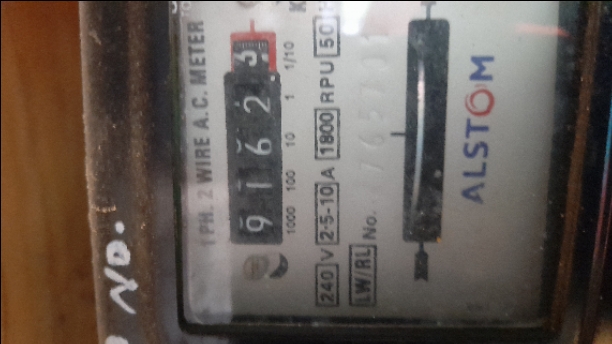 1 PH. 2 WIRE A.C. METER
9 1 6 2 3
1000 100 10 1 1/10
240 V 2-5-10 A 1800 RPU 50
LW/RL No.
ALSTOM
NO.